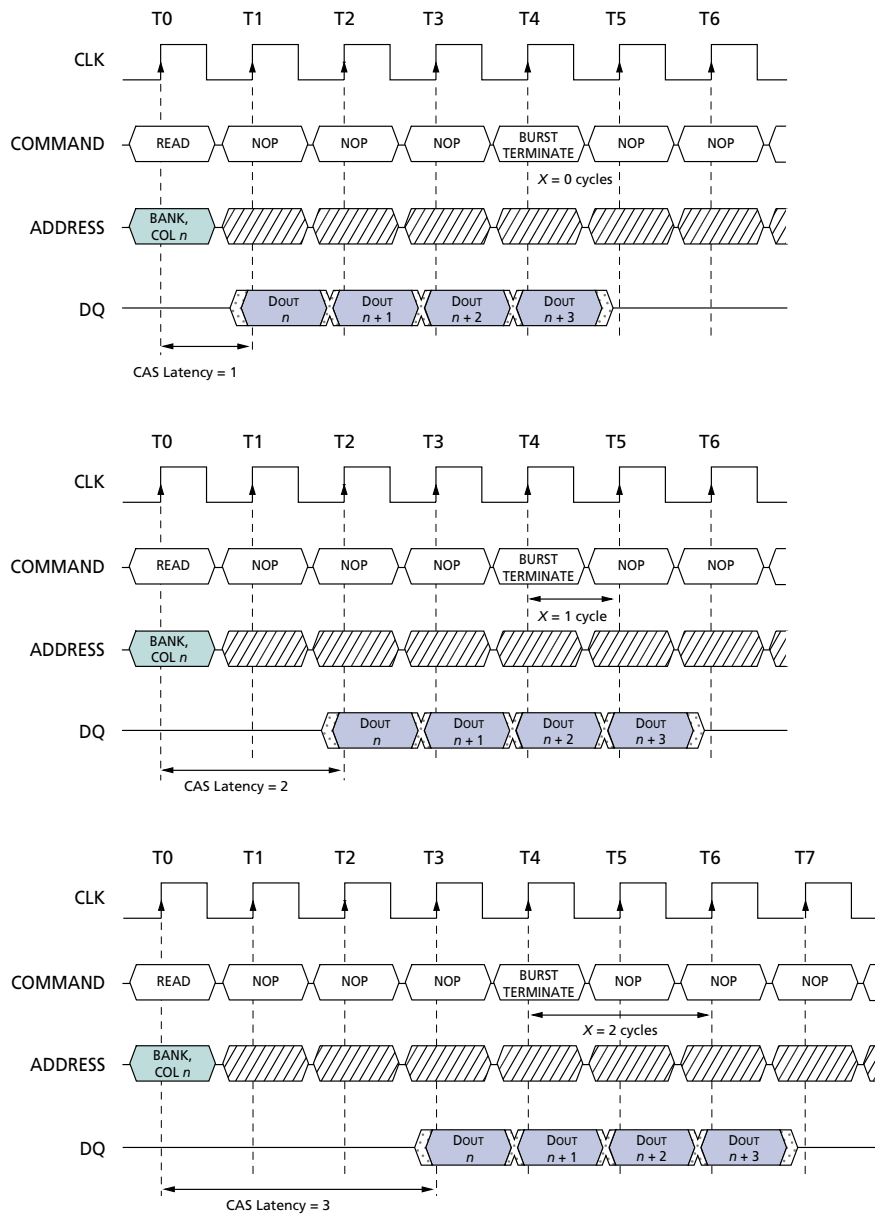 T0 T1 T2 T3 T4 T5 T6
CLK
COMMAND READ NOP NOP NOP BURST TERMINATE NOP NOP
X = 0 cycles
ADDRESS BANK, COL n
DQ DOUT n DOUT n + 1 DOUT n + 2 DOUT n + 3
CAS Latency = 1
T0 T1 T2 T3 T4 T5 T6
CLK
COMMAND READ NOP NOP NOP BURST TERMINATE NOP NOP
X = 1 cycle
ADDRESS BANK, COL n
DQ DOUT n DOUT n + 1 DOUT n + 2 DOUT n + 3
CAS Latency = 2
T0 T1 T2 T3 T4 T5 T6 T7
CLK
COMMAND READ NOP NOP NOP BURST TERMINATE NOP NOP NOP
X = 2 cycles
ADDRESS BANK, COL n
DQ DOUT n DOUT n + 1 DOUT n + 2 DOUT n + 3
CAS Latency = 3